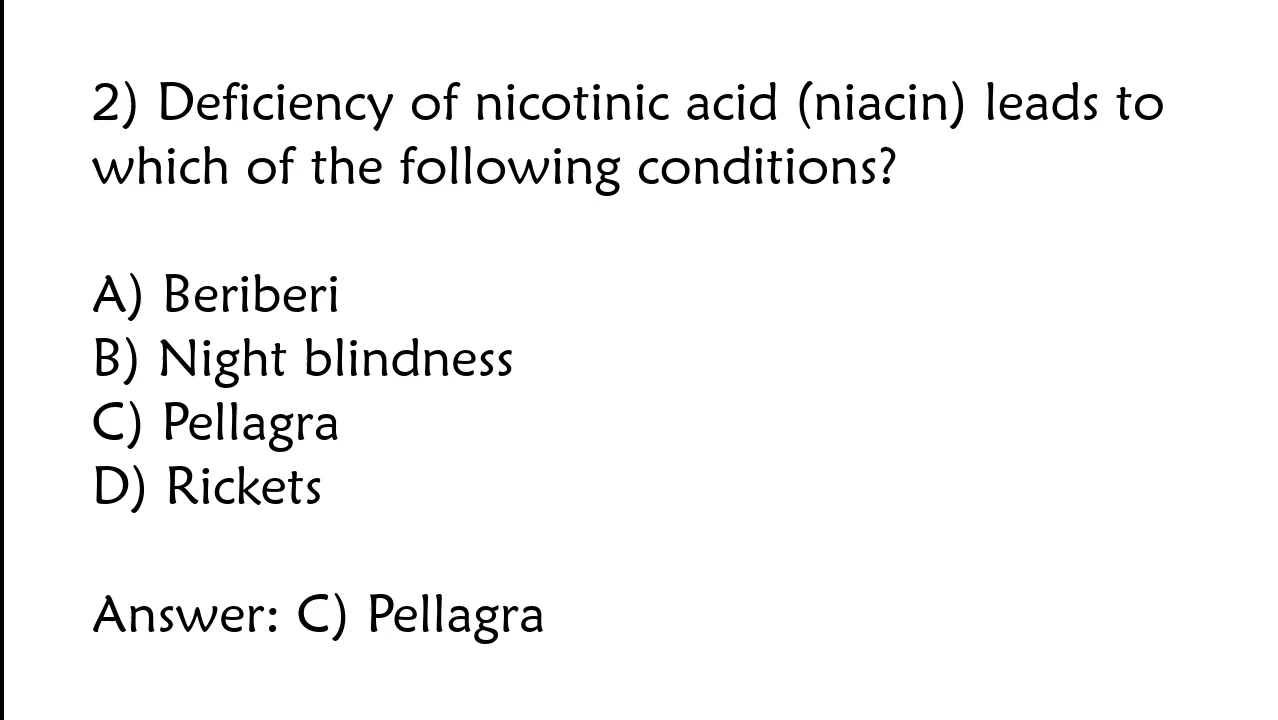 2) Deficiency of nicotinic acid (niacin) leads to
which of the following conditions?
A) Beriberi
B) Night blindness
C) Pellagra
D) Rickets
Answer: C) Pellagra